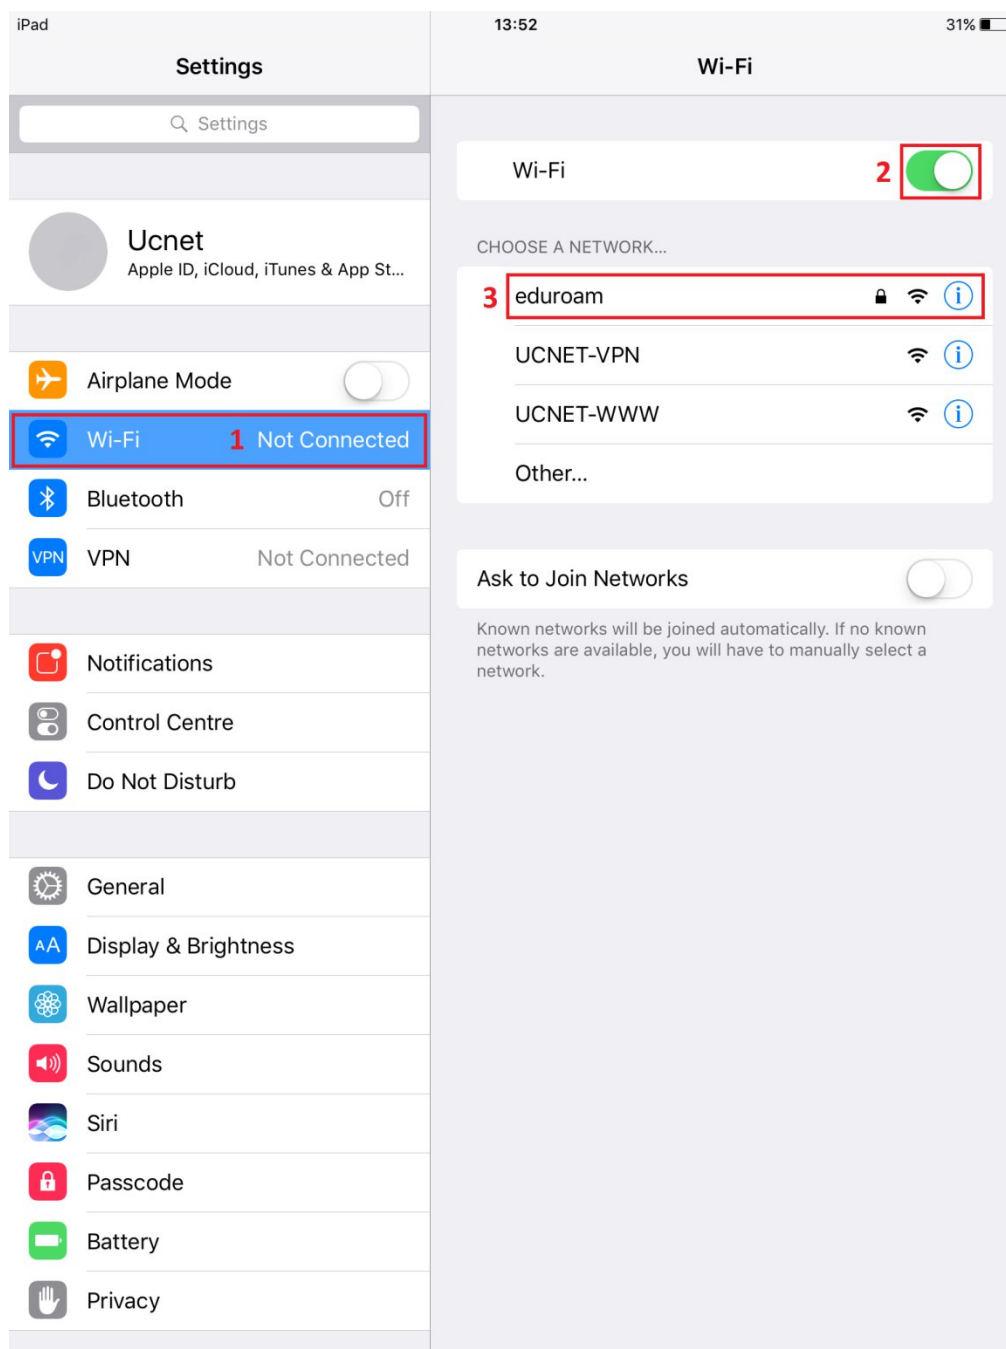 iPad
13:52
31%
Settings
Wi-Fi
Settings
Ucnet
Apple ID, iCloud, iTunes & App St...
Airplane Mode
Wi-Fi 1 Not Connected
Bluetooth Off
VPN VPN Not Connected
Notifications
Control Centre
Do Not Disturb
General
AA Display & Brightness
Wallpaper
Sounds
Siri
Passcode
Battery
Privacy
Wi-Fi 2
CHOOSE A NETWORK...
3 eduroam i
UCNET-VPN i
UCNET-WWW i
Other...
Ask to Join Networks
Known networks will be joined automatically. If no known
networks are available, you will have to manually select a
network.